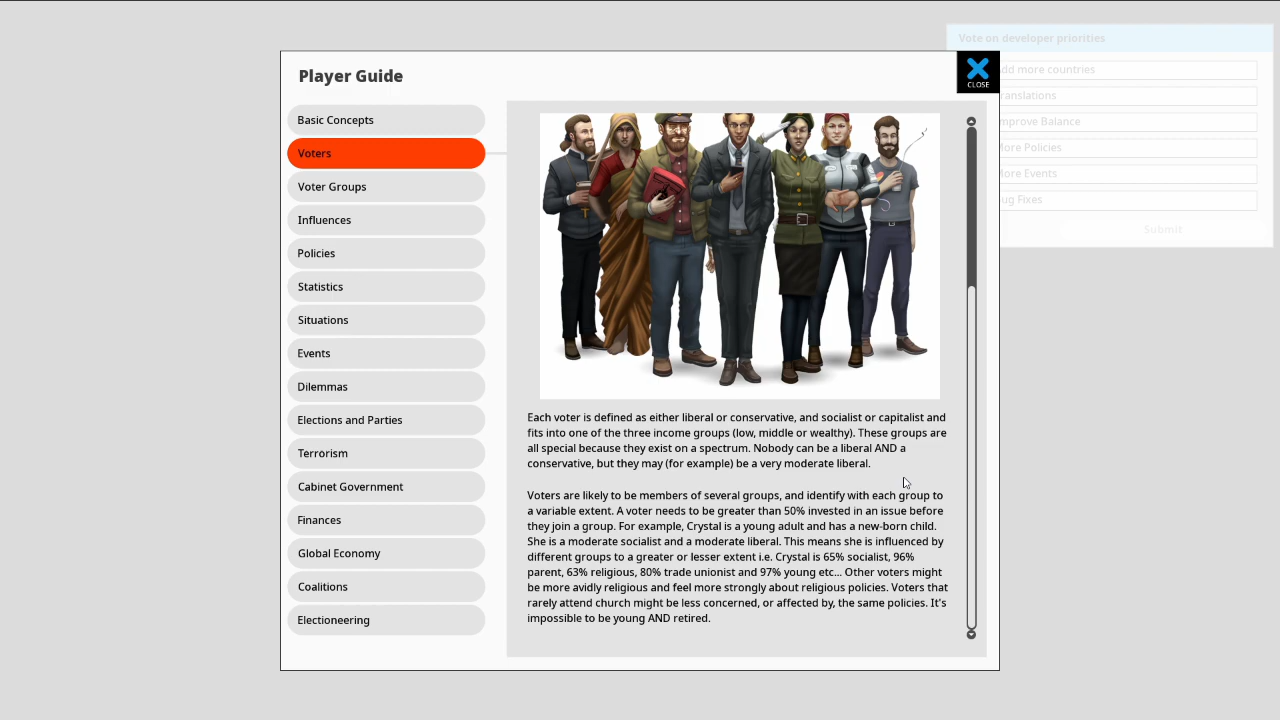 Vote on developer priorities
Player Guide
CLOSE
dd more countries
ranslations
mprove Balance
ore Policies
ore Events
ug Fixes
Submit
Basic Concepts
Voters
Voter Groups
Influences
Policies
Statistics
Situations
Events
Dilemmas
Elections and Parties
Terrorism
Cabinet Government
Finances
Global Economy
Coalitions
Electioneering
Each voter is defined as either liberal or conservative, and socialist or capitalist and
fits into one of the three income groups (low, middle or wealthy). These groups are
all special because they exist on a spectrum. Nobody can be a liberal AND a
conservative, but they may (for example) be a very moderate liberal.
Voters are likely to be members of several groups, and identify with each group to
a variable extent. A voter needs to be greater than 50% invested in an issue before
they join a group. For example, Crystal is a young adult and has a new-born child.
She is a moderate socialist and a moderate liberal. This means she is influenced by
different groups to a greater or lesser extent i.e. Crystal is 65% socialist, 96%
parent, 63% religious, 80% trade unionist and 97% young etc... Other voters might
be more avidly religious and feel more strongly about religious policies. Voters that
rarely attend church might be less concerned, or affected by, the same policies. It's
impossible to be young AND retired.